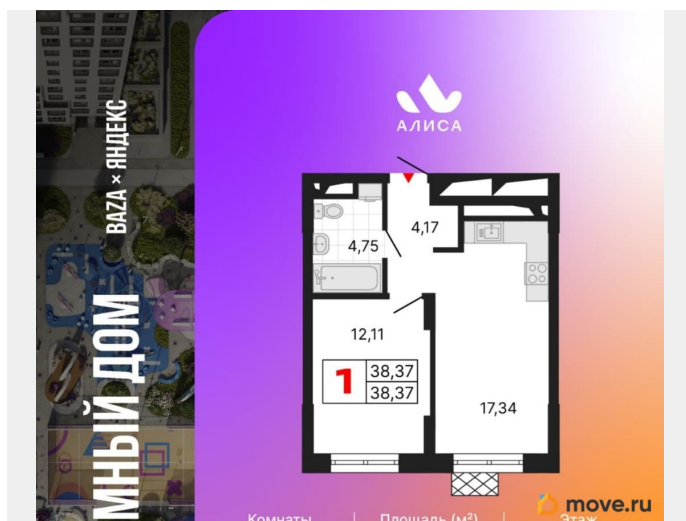 BAZA × ЯНДЕКС
МНЫЙ ДОМ
АЛИСА
4,17
4,75
12,11
1
38,37
38,37
17,34
Комнаты
Площадь (м²)
Этаж
move.ru